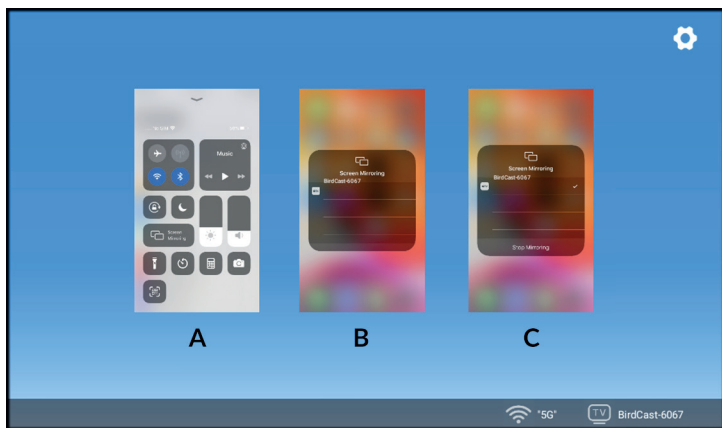 Music
Screen
Mirroring
Screen Mirroring
BirdCast-6067
Screen Mirroring
BirdCast-6067
Stop Mirroring
A
B
C
"5G"
TV
BirdCast-6067